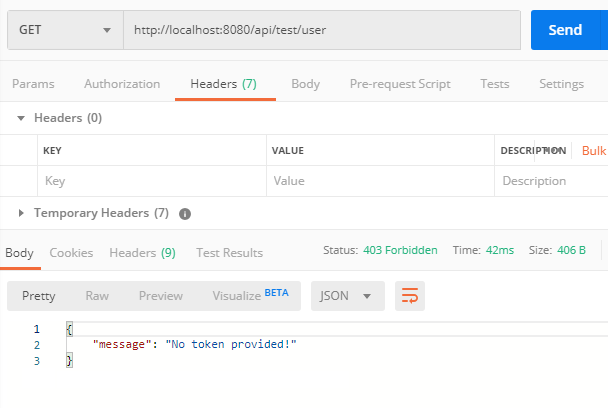 GET http://localhost:8080/api/test/user Send
Params Authorization Headers (7) Body Pre-request Script Tests Settings
Headers (0)
KEY VALUE DESCRIPTION Bulk
Key Value Description
Temporary Headers (7) i
Body Cookies Headers (9) Test Results Status: 403 Forbidden Time: 42ms Size: 406 B
Pretty Raw Preview Visualize BETA JSON
1 {
2 "message": "No token provided!"
3 }